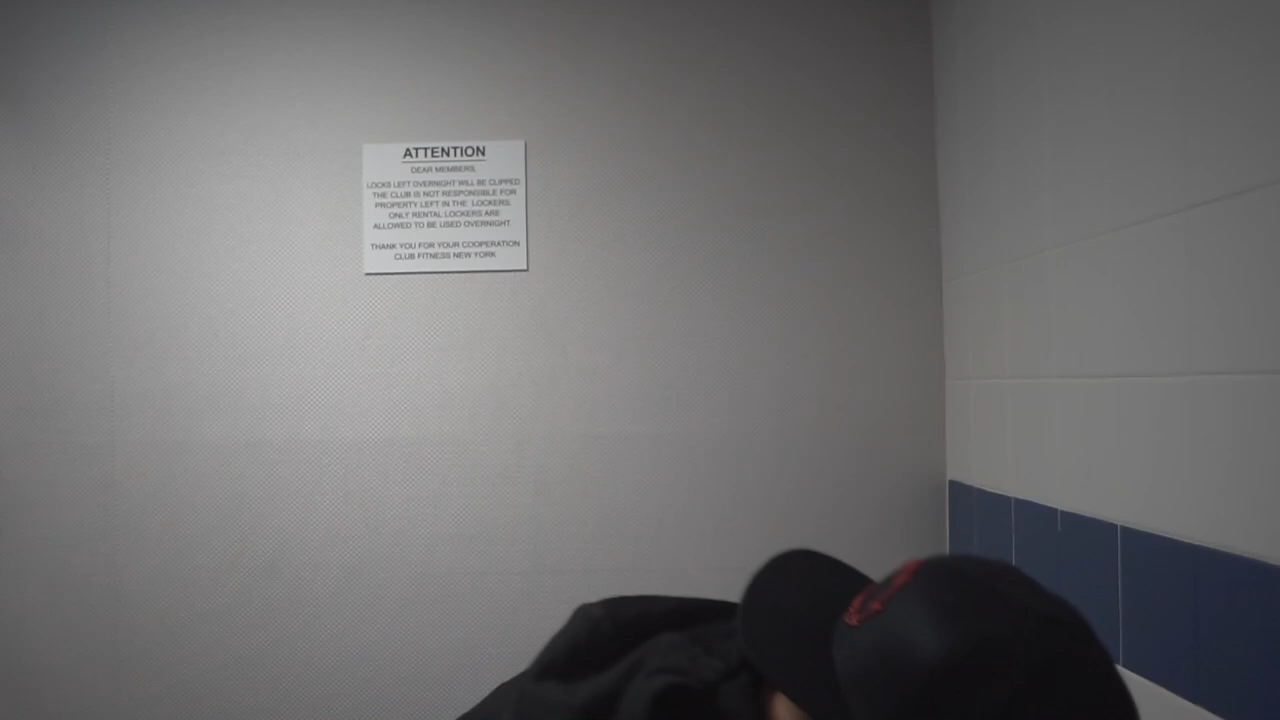 ATTENTION
DEAR MEMBERS,
LOCKS LEFT OVERNIGHT WILL BE CLIPPED.
THE CLUB IS NOT RESPONSIBLE FOR
PROPERTY LEFT IN THE LOCKERS.
ONLY RENTAL LOCKERS ARE
ALLOWED TO BE USED OVERNIGHT
THANK YOU FOR YOUR COOPERATION
CLUB FITNESS NEW YORK